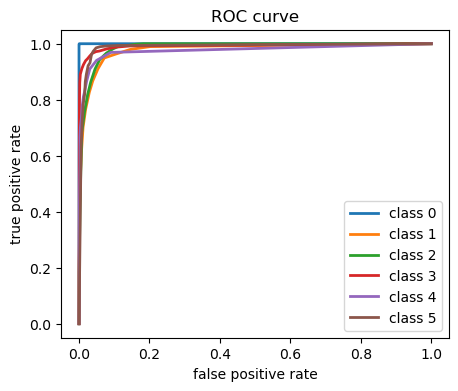 ROC curve
true positive rate
1.0
0.8
0.6
0.4
0.2
0.0
class 0
class 1
class 2
class 3
class 4
class 5
0.0 0.2 0.4 0.6 0.8 1.0
false positive rate